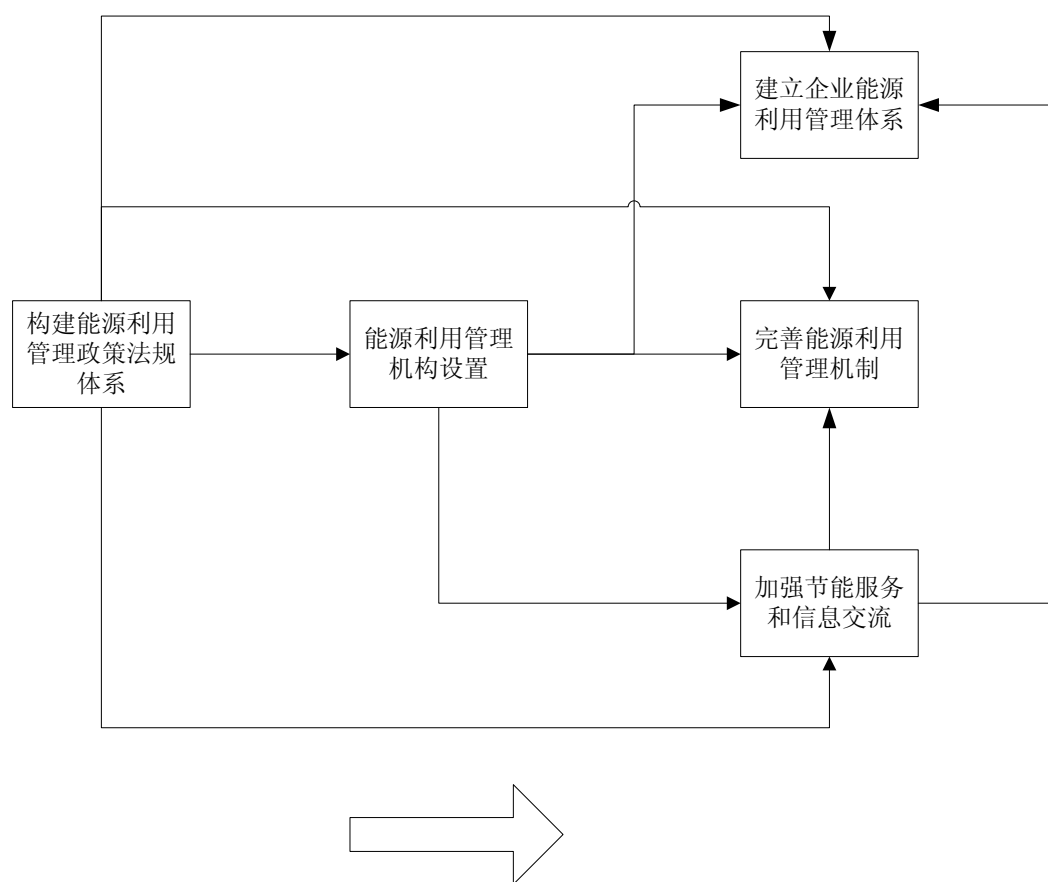 建立企业能源
利用管理体系
构建能源利用
管理政策法规
体系
能源利用管理
机构设置
完善能源利用
管理机制
加强节能服务
和信息交流